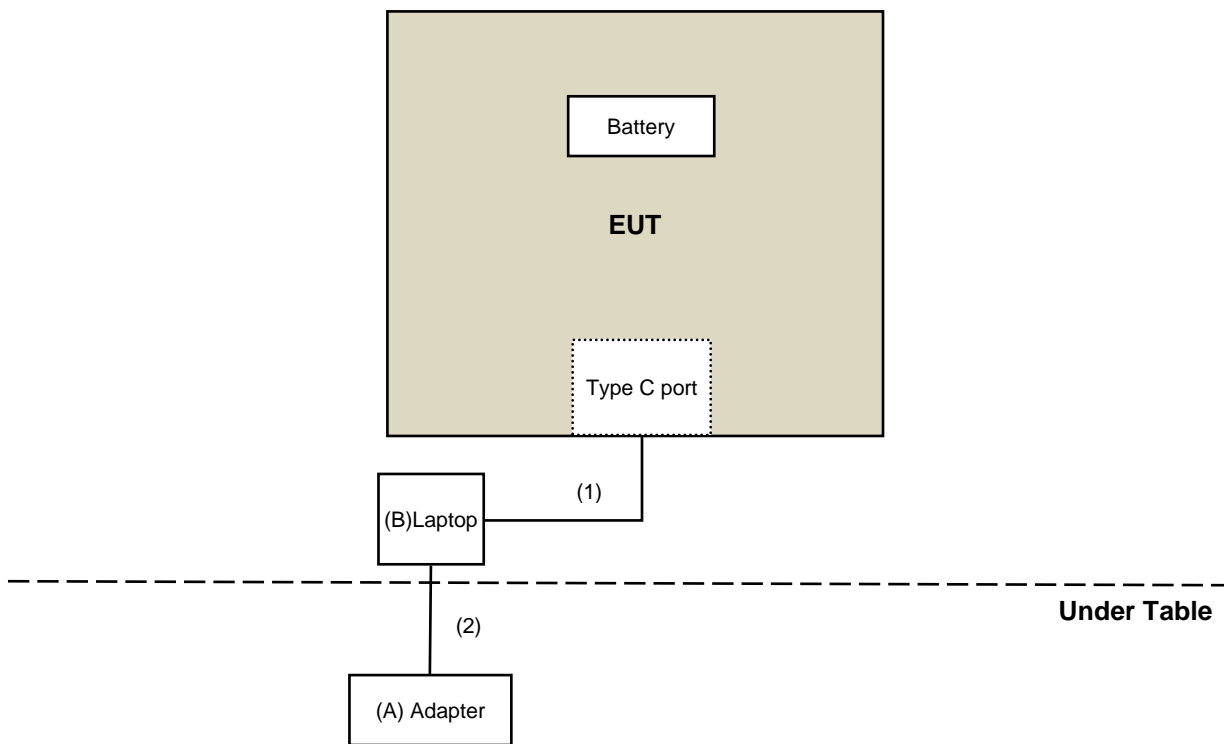 Battery
EUT
Type C port
(1)
(B)Laptop
Under Table
(2)
(A) Adapter